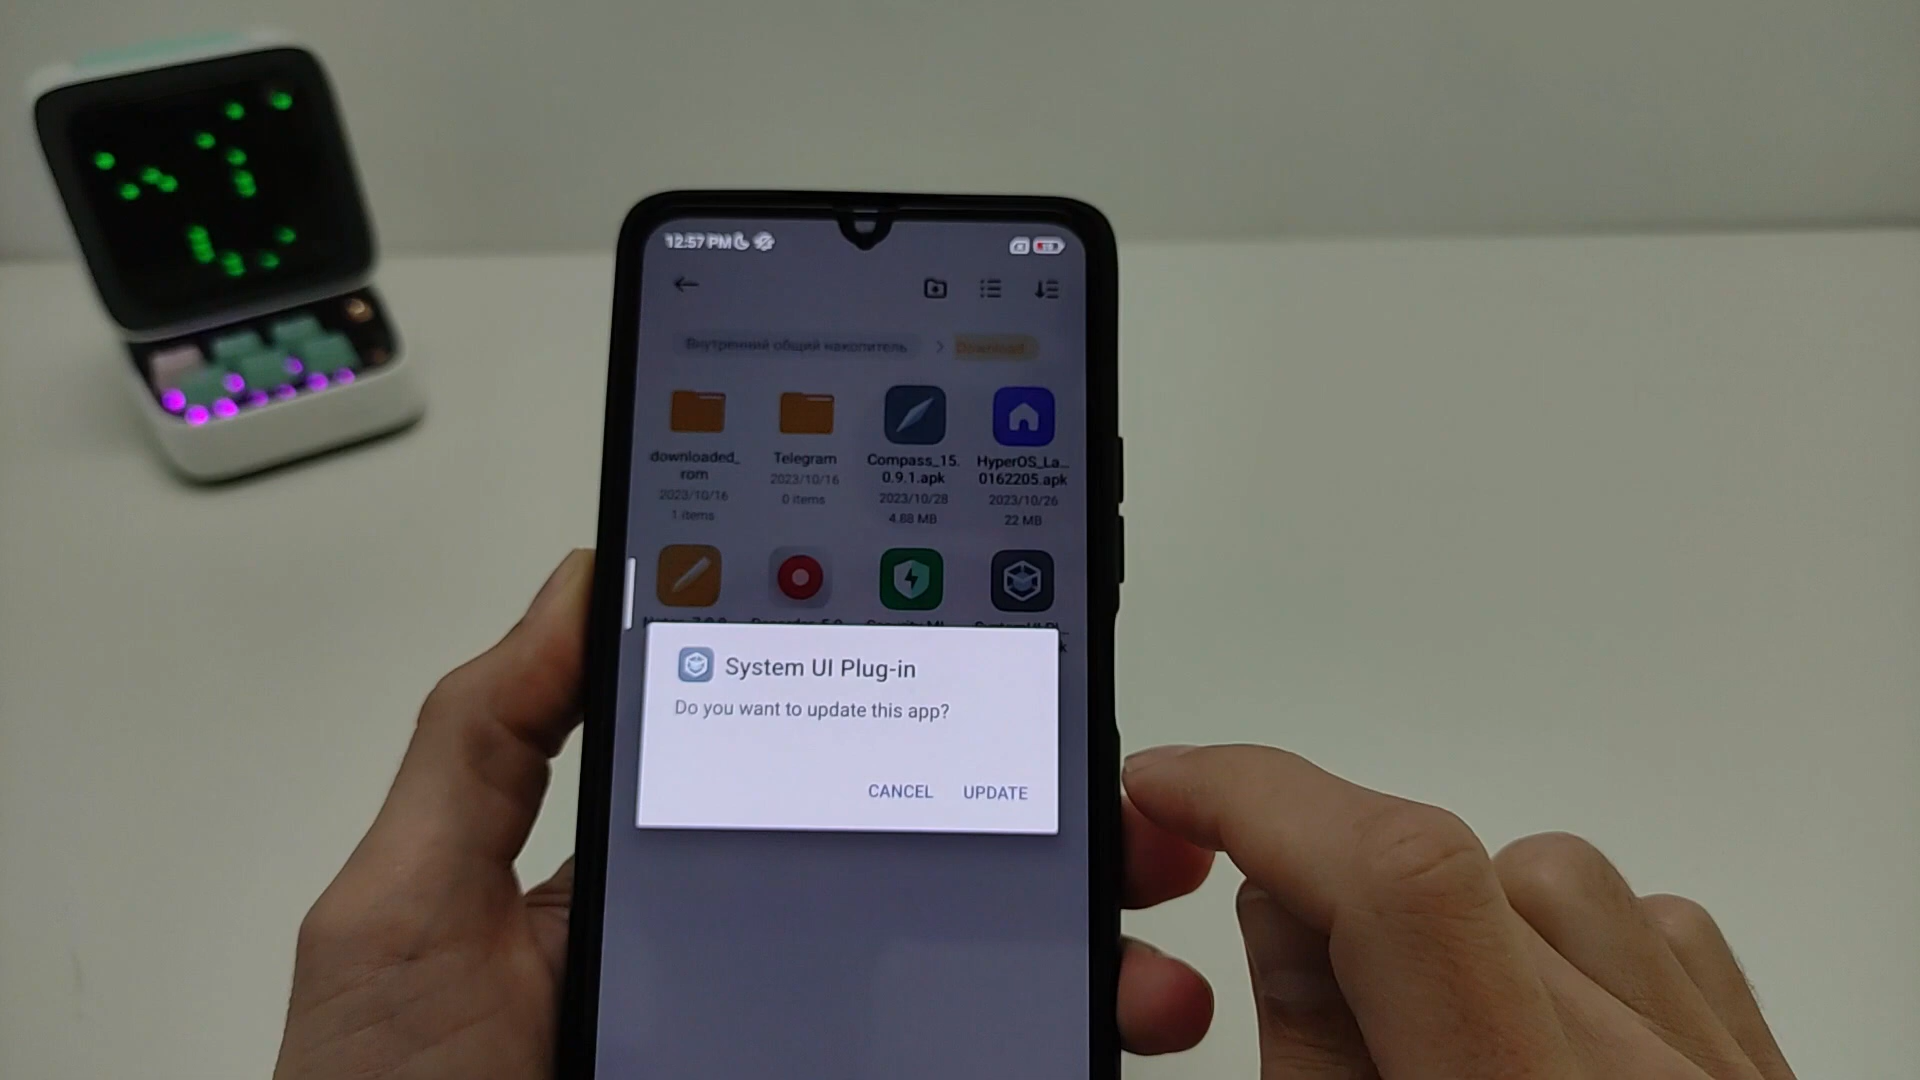 12:57 PM
Внутренний общий накопитель
Download
downloaded_
rom
2023/10/16
1 items
Telegram
2023/10/16
0 items
Compass_15.
0.9.1.apk
2023/10/28
4.88 MB
HyperOS_La...
0162205.apk
2023/10/26
22 MB
System UI Plug-in
Do you want to update this app?
CANCEL
UPDATE